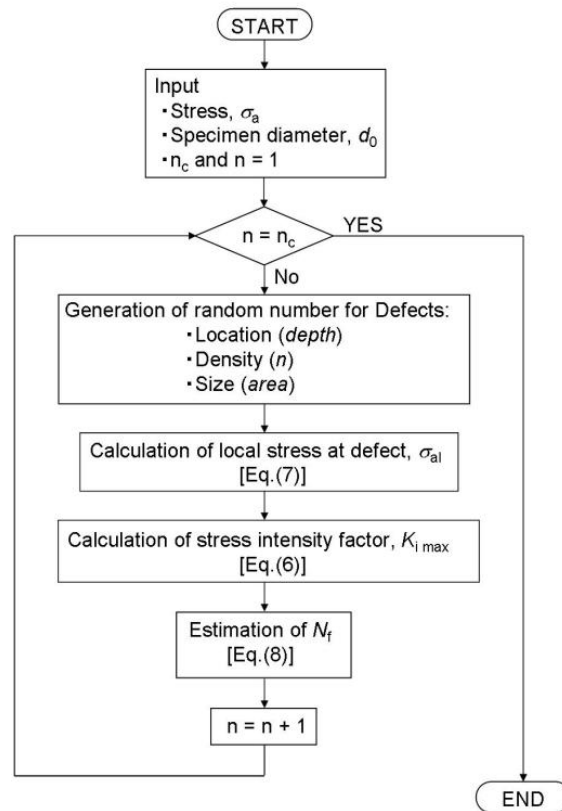 START
Input
・Stress, σa
・Specimen diameter, d0
・nc and n = 1
n = nc
YES
No
Generation of random number for Defects:
・Location (depth)
・Density (n)
・Size (area)
Calculation of local stress at defect, σal
[Eq.(7)]
Calculation of stress intensity factor, Ki max
[Eq.(6)]
Estimation of Nf
[Eq.(8)]
n = n + 1
END